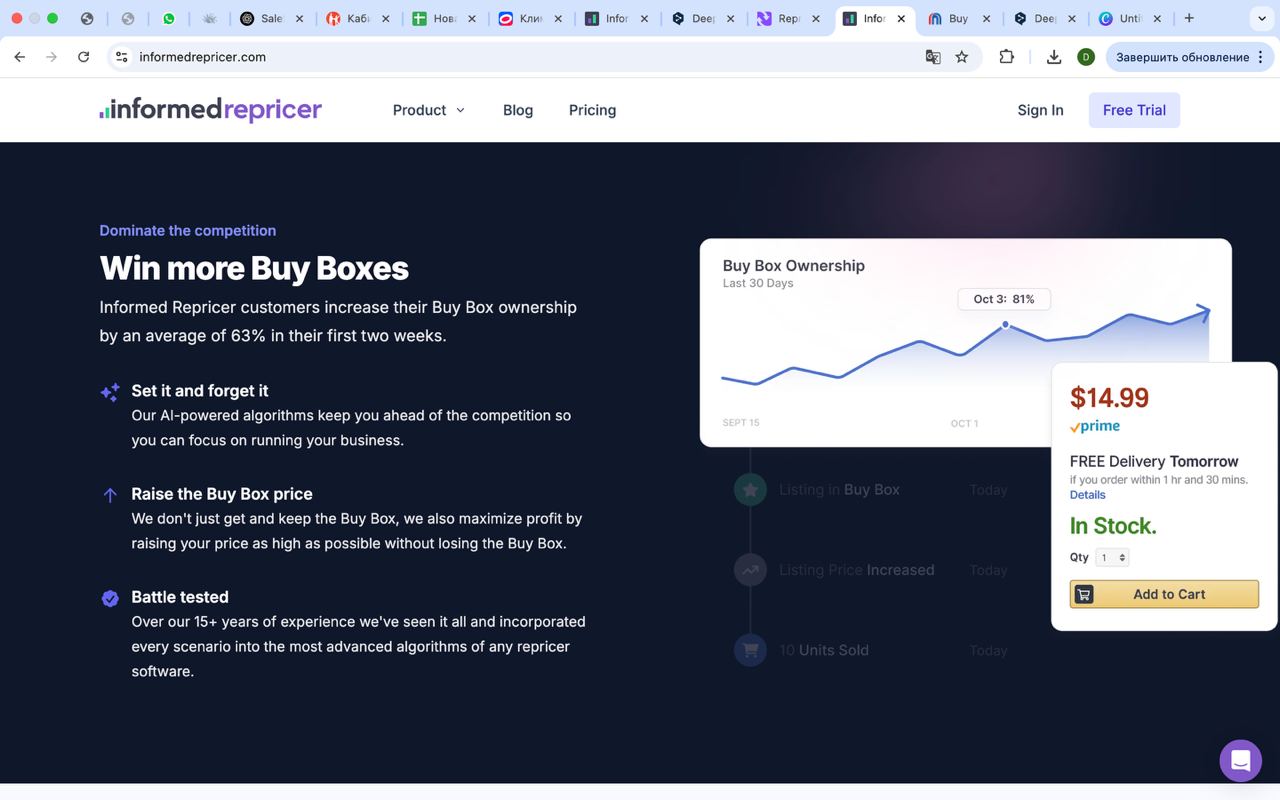 Sale
Каби
Нова
Кли
Infor
Deep
Repr
Infor
Buy
Dee
Unti
informedrepricer.com
D
Завершить обновление
informedrepricer
Product
Blog
Pricing
Sign In
Free Trial
Dominate the competition
Win more Buy Boxes
Informed Repricer customers increase their Buy Box ownership
by an average of 63% in their first two weeks.
Set it and forget it
Our AI-powered algorithms keep you ahead of the competition so
you can focus on running your business.
Raise the Buy Box price
We don't just get and keep the Buy Box, we also maximize profit by
raising your price as high as possible without losing the Buy Box.
Battle tested
Over our 15+ years of experience we've seen it all and incorporated
every scenario into the most advanced algorithms of any repricer
software.
Buy Box Ownership
Last 30 Days
Oct 3: 81%
SEPT 15
OCT 1
Listing in Buy Box Today
Listing Price Increased Today
10 Units Sold Today
$14.99
prime
FREE Delivery Tomorrow
if you order within 1 hr and 30 mins.
Details
In Stock.
Qty 1
Add to Cart